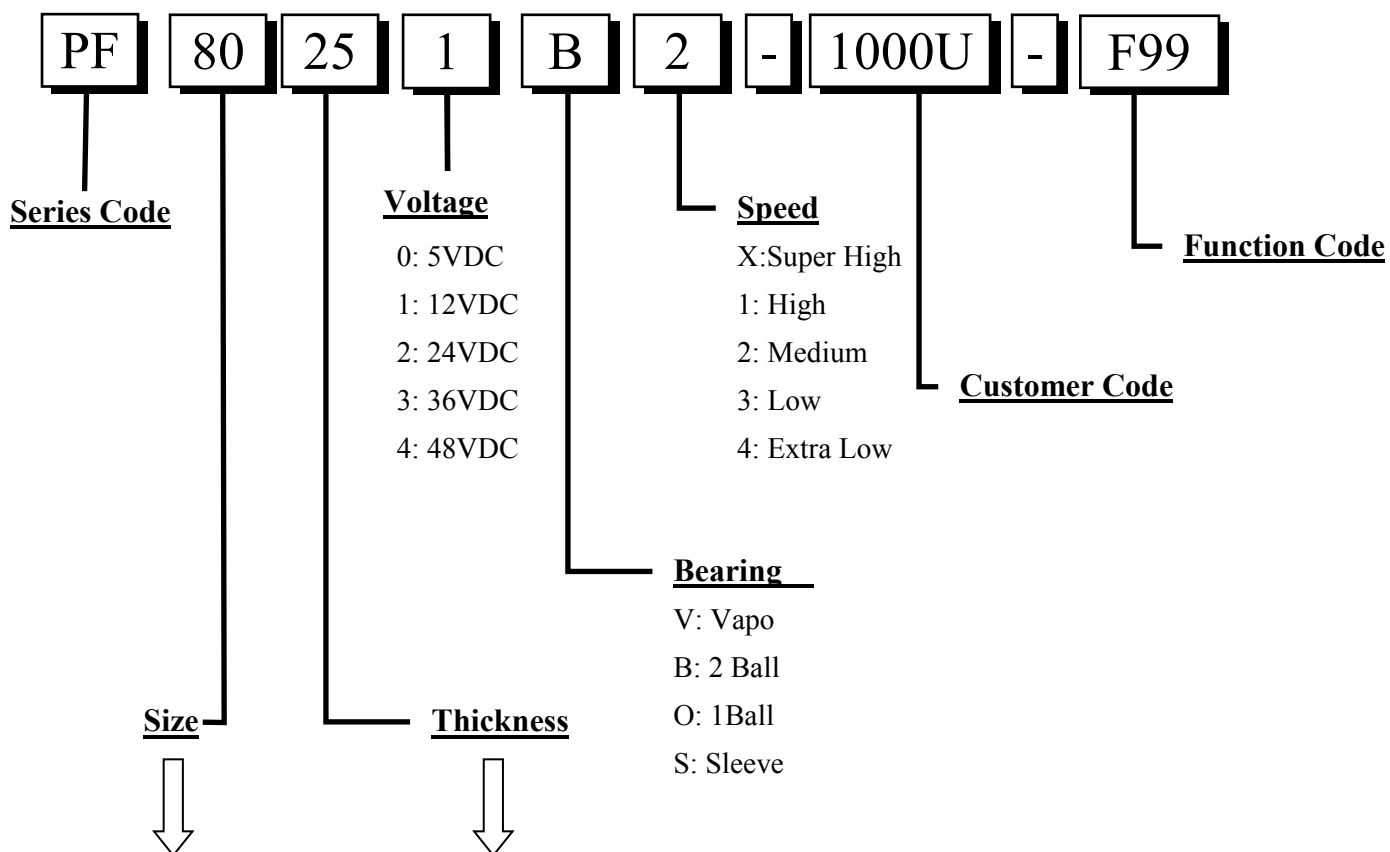 PF 80 25 1 B 2 - 1000U - F99
Series Code
Voltage
0: 5VDC
1: 12VDC
2: 24VDC
3: 36VDC
4: 48VDC
Speed
X:Super High
1: High
2: Medium
3: Low
4: Extra Low
Function Code
Customer Code
Bearing
V: Vapo
B: 2 Ball
O: 1Ball
S: Sleeve
Size
Thickness